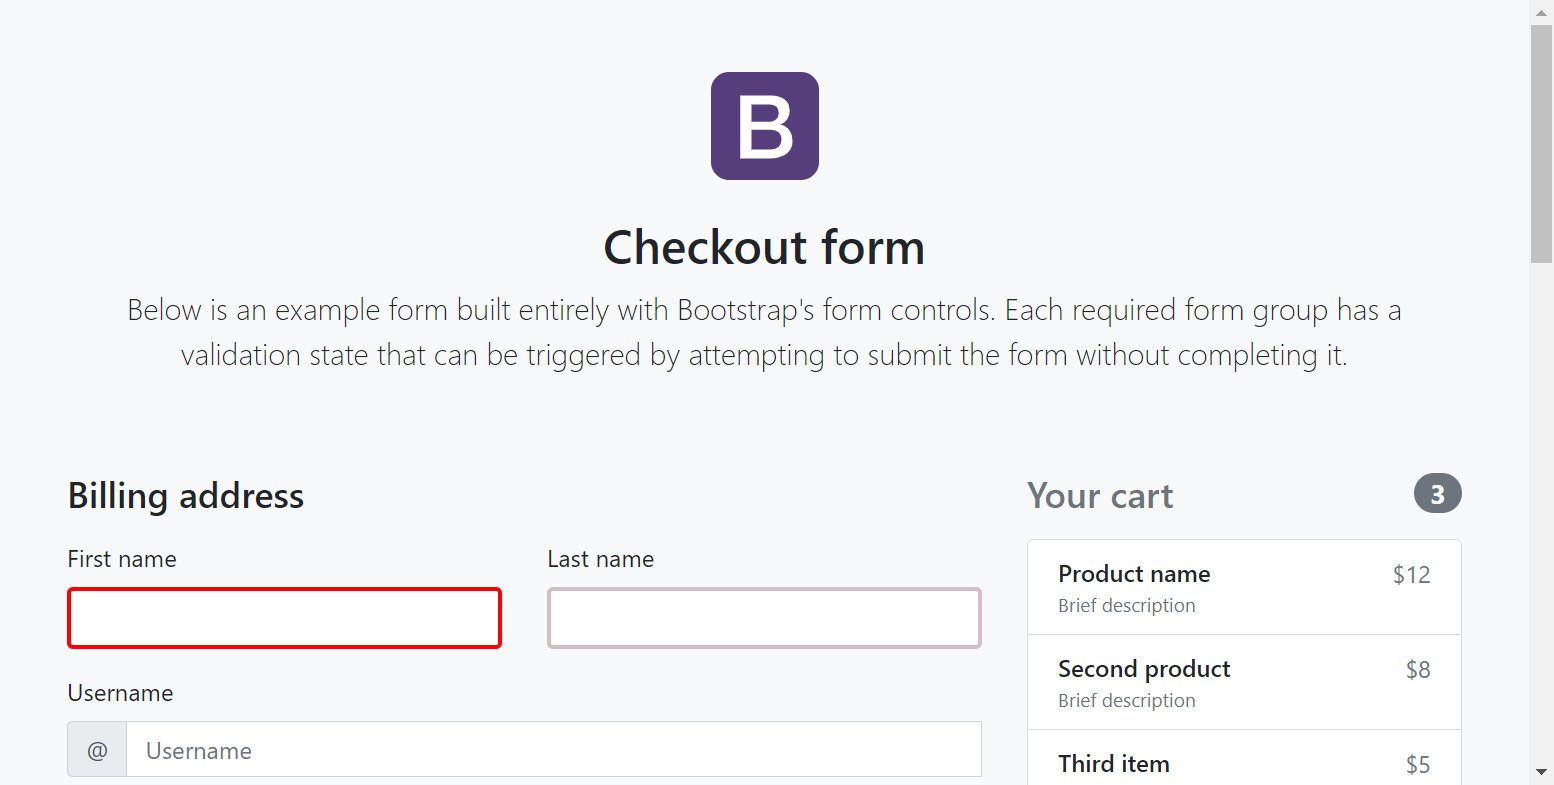 B
Checkout form
Below is an example form built entirely with Bootstrap's form controls. Each required form group has a
validation state that can be triggered by attempting to submit the form without completing it.
Billing address
First name
Last name
Username
@ Username
Your cart 3
Product name $12
Brief description
Second product $8
Brief description
Third item $5